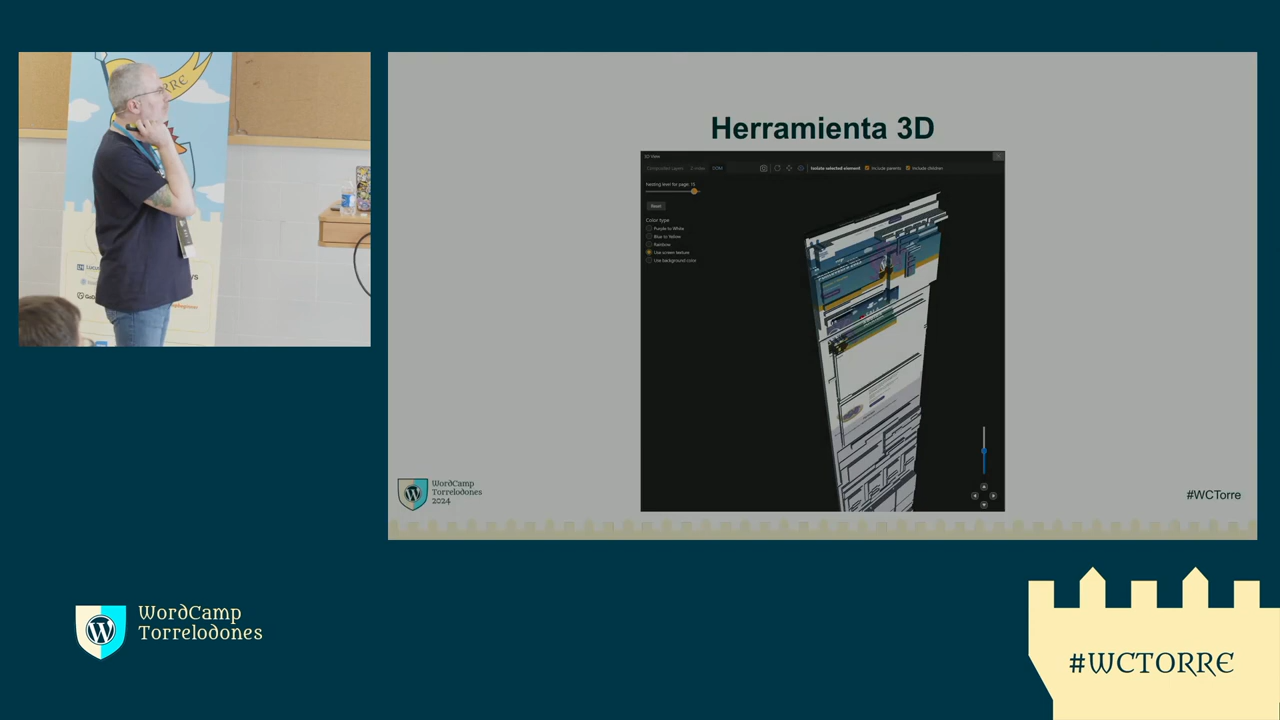 TORRE
Herramienta 3D
3D View
Composited Layers Z-index DOM
Isolate selected element Include parents Include children
Nesting level for page: 15
Reset
Color type
Purple to White
Blue to Yellow
Rainbow
Use screen texture
Use background color
WordCamp
Torrelodones
2024
#WCTorre
WordCamp
Torrelodones
#WCTORRE